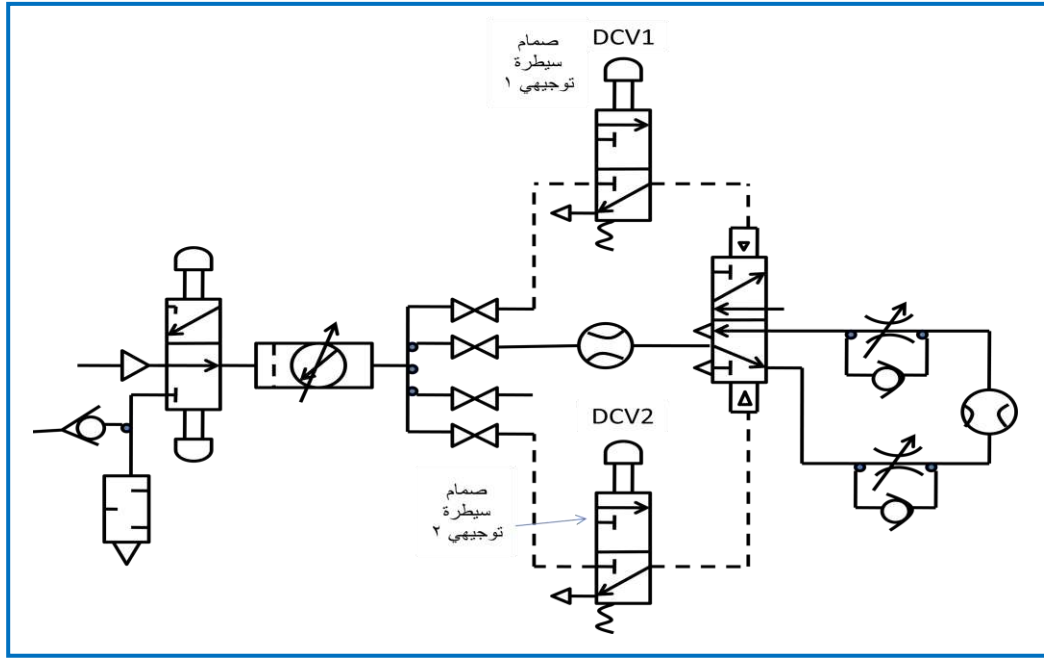 صمام
سيطرة
توجيهي ١
DCV1
DCV2
صمام
سيطرة
توجيهي ٢